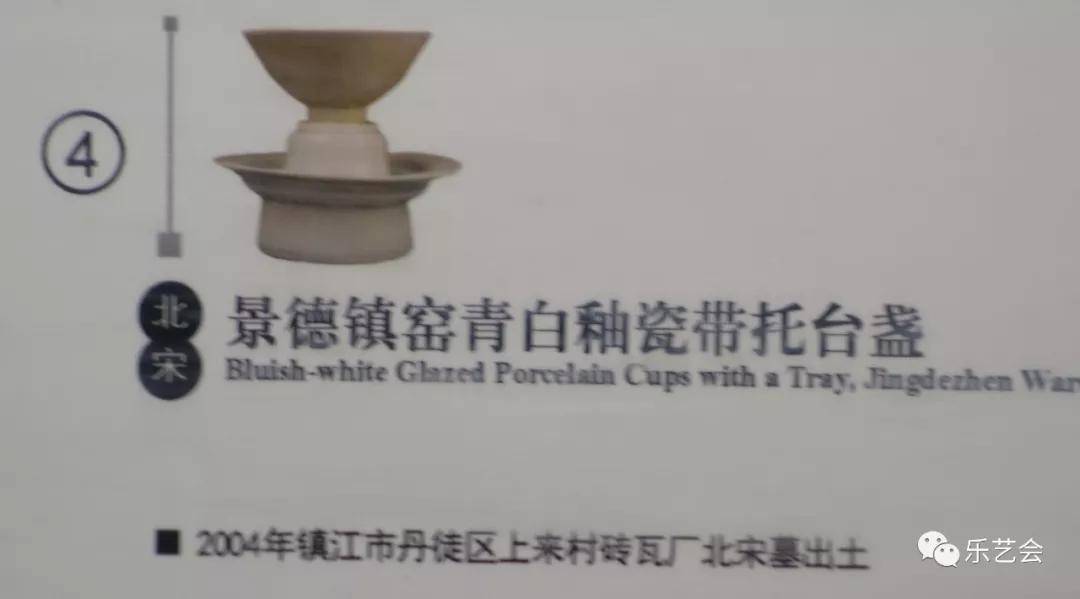 ④
北宋
景德镇窑青白釉瓷带托台盏
Bluish-white Glazed Porcelain Cups with a Tray, Jingdezhen War
■ 2004年镇江市丹徒区上来村砖瓦厂北宋墓出土
乐艺会